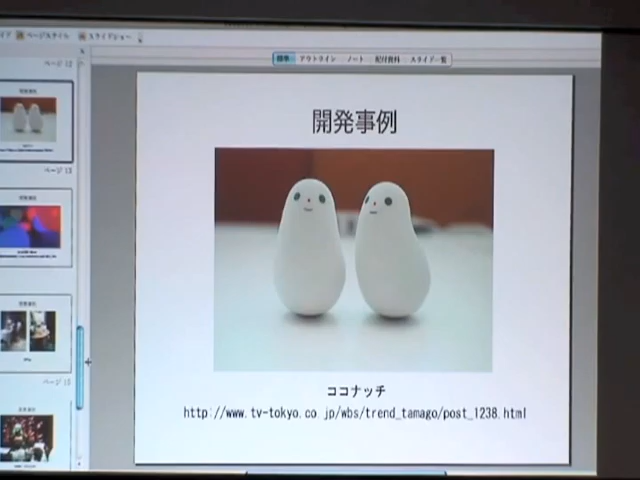 ページスタイル スライドショー
標準 アウトライン ノート 配付資料 スライド一覧
ページ 12
ページ 13
ページ 15
開発事例
ココナッチ
http://www.tv-tokyo.co.jp/wbs/trend_tamago/post_1238.html